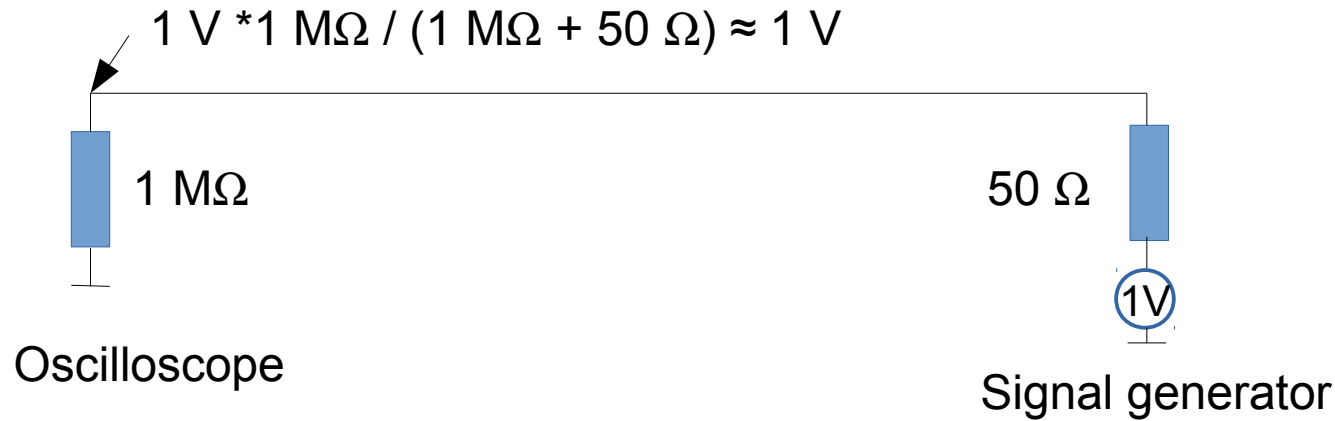 1 V *1 MΩ / (1 MΩ + 50 Ω) ≈ 1 V
1 MΩ
50 Ω
1V
Oscilloscope
Signal generator